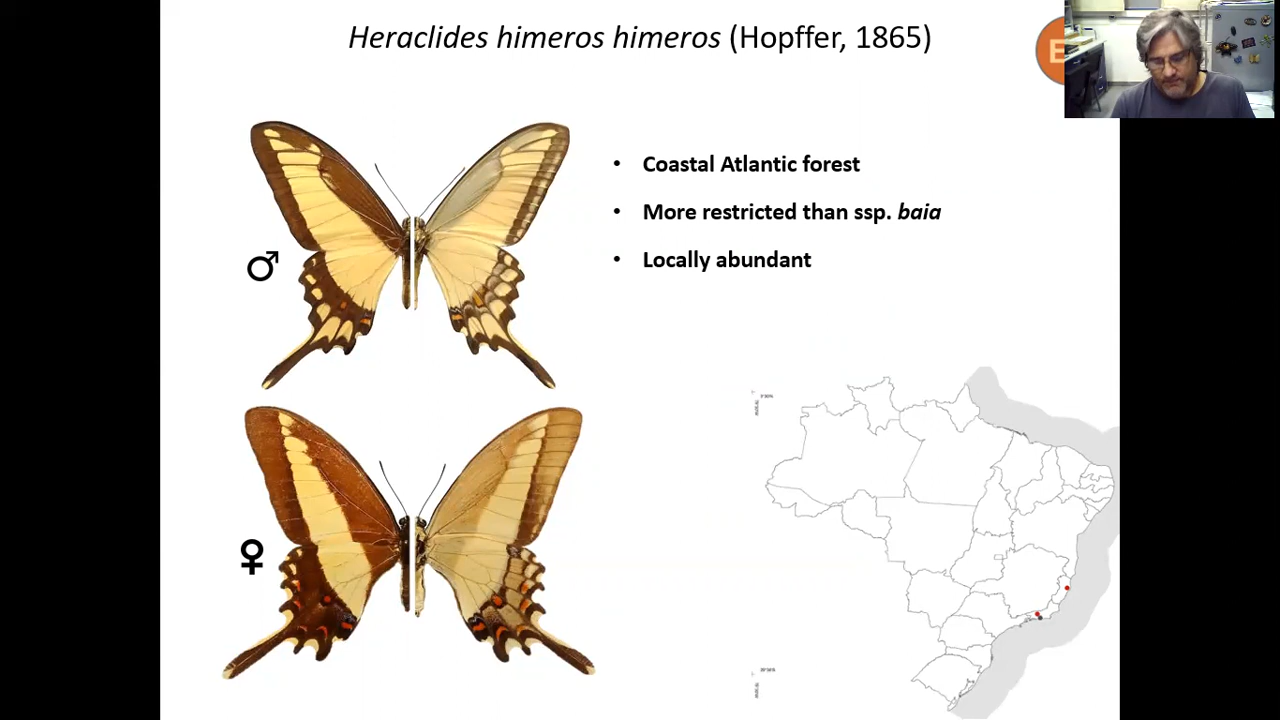 Heraclides himeros himeros (Hopffer, 1865)
E
• Coastal Atlantic forest
• More restricted than ssp. baia
• Locally abundant
♂
♀